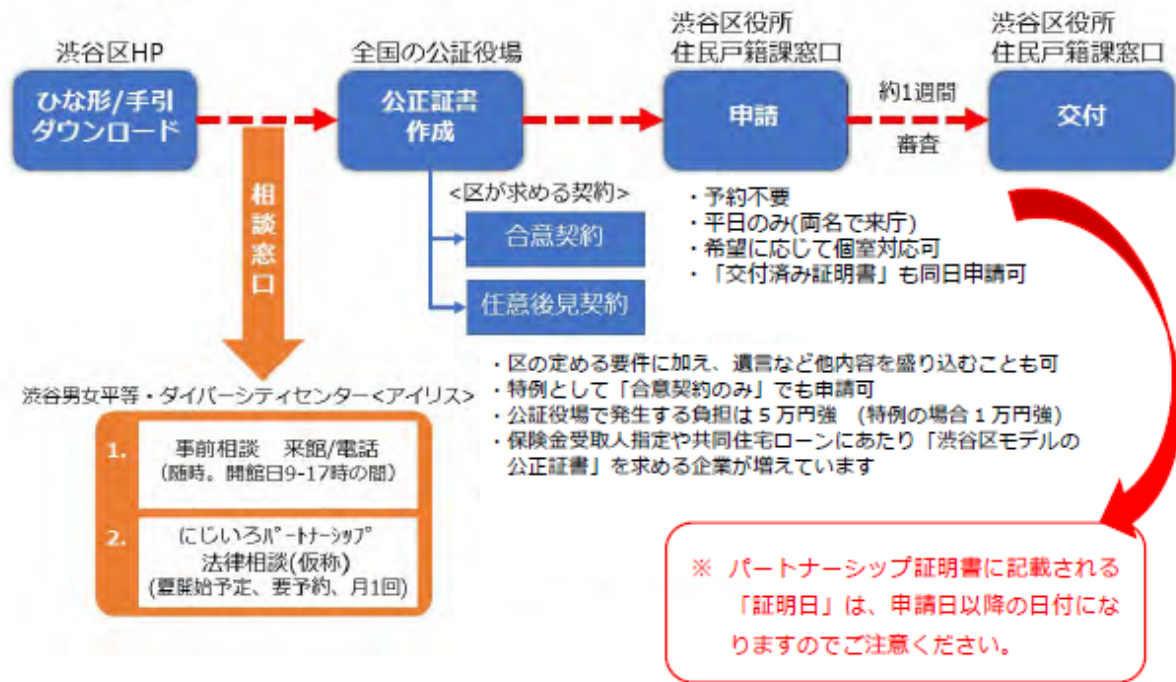 渋谷区HP
ひな形/手引
ダウンロード
全国の公証役場
公正証書
作成
渋谷区役所
住民戸籍課窓口
申請
約1週間
審査
渋谷区役所
住民戸籍課窓口
交付
相談窓口
<区が求める契約>
合意契約
任意後見契約
・予約不要
・平日のみ(両名で来庁)
・希望に応じて個室対応可
・「交付済み証明書」も同日申請可
・区の定める要件に加え、遺言など他内容を盛り込むことも可
・特例として「合意契約のみ」でも申請可
・公証役場で発生する負担は5万円強 (特例の場合1万円強)
・保険金受取人指定や共同住宅ローンにあたり「渋谷区モデルの
公正証書」を求める企業が増えています
渋谷男女平等・ダイバーシティセンター<アイリス>
1. 事前相談 来館/電話
(随時。開館日9-17時の間)
2. にじいろﾊﾟｰﾄﾅｰｼｯﾌﾟ
法律相談(仮称)
(夏開始予定、要予約、月1回)
※ パートナーシップ証明書に記載される
「証明日」は、申請日以降の日付にな
りますのでご注意ください。